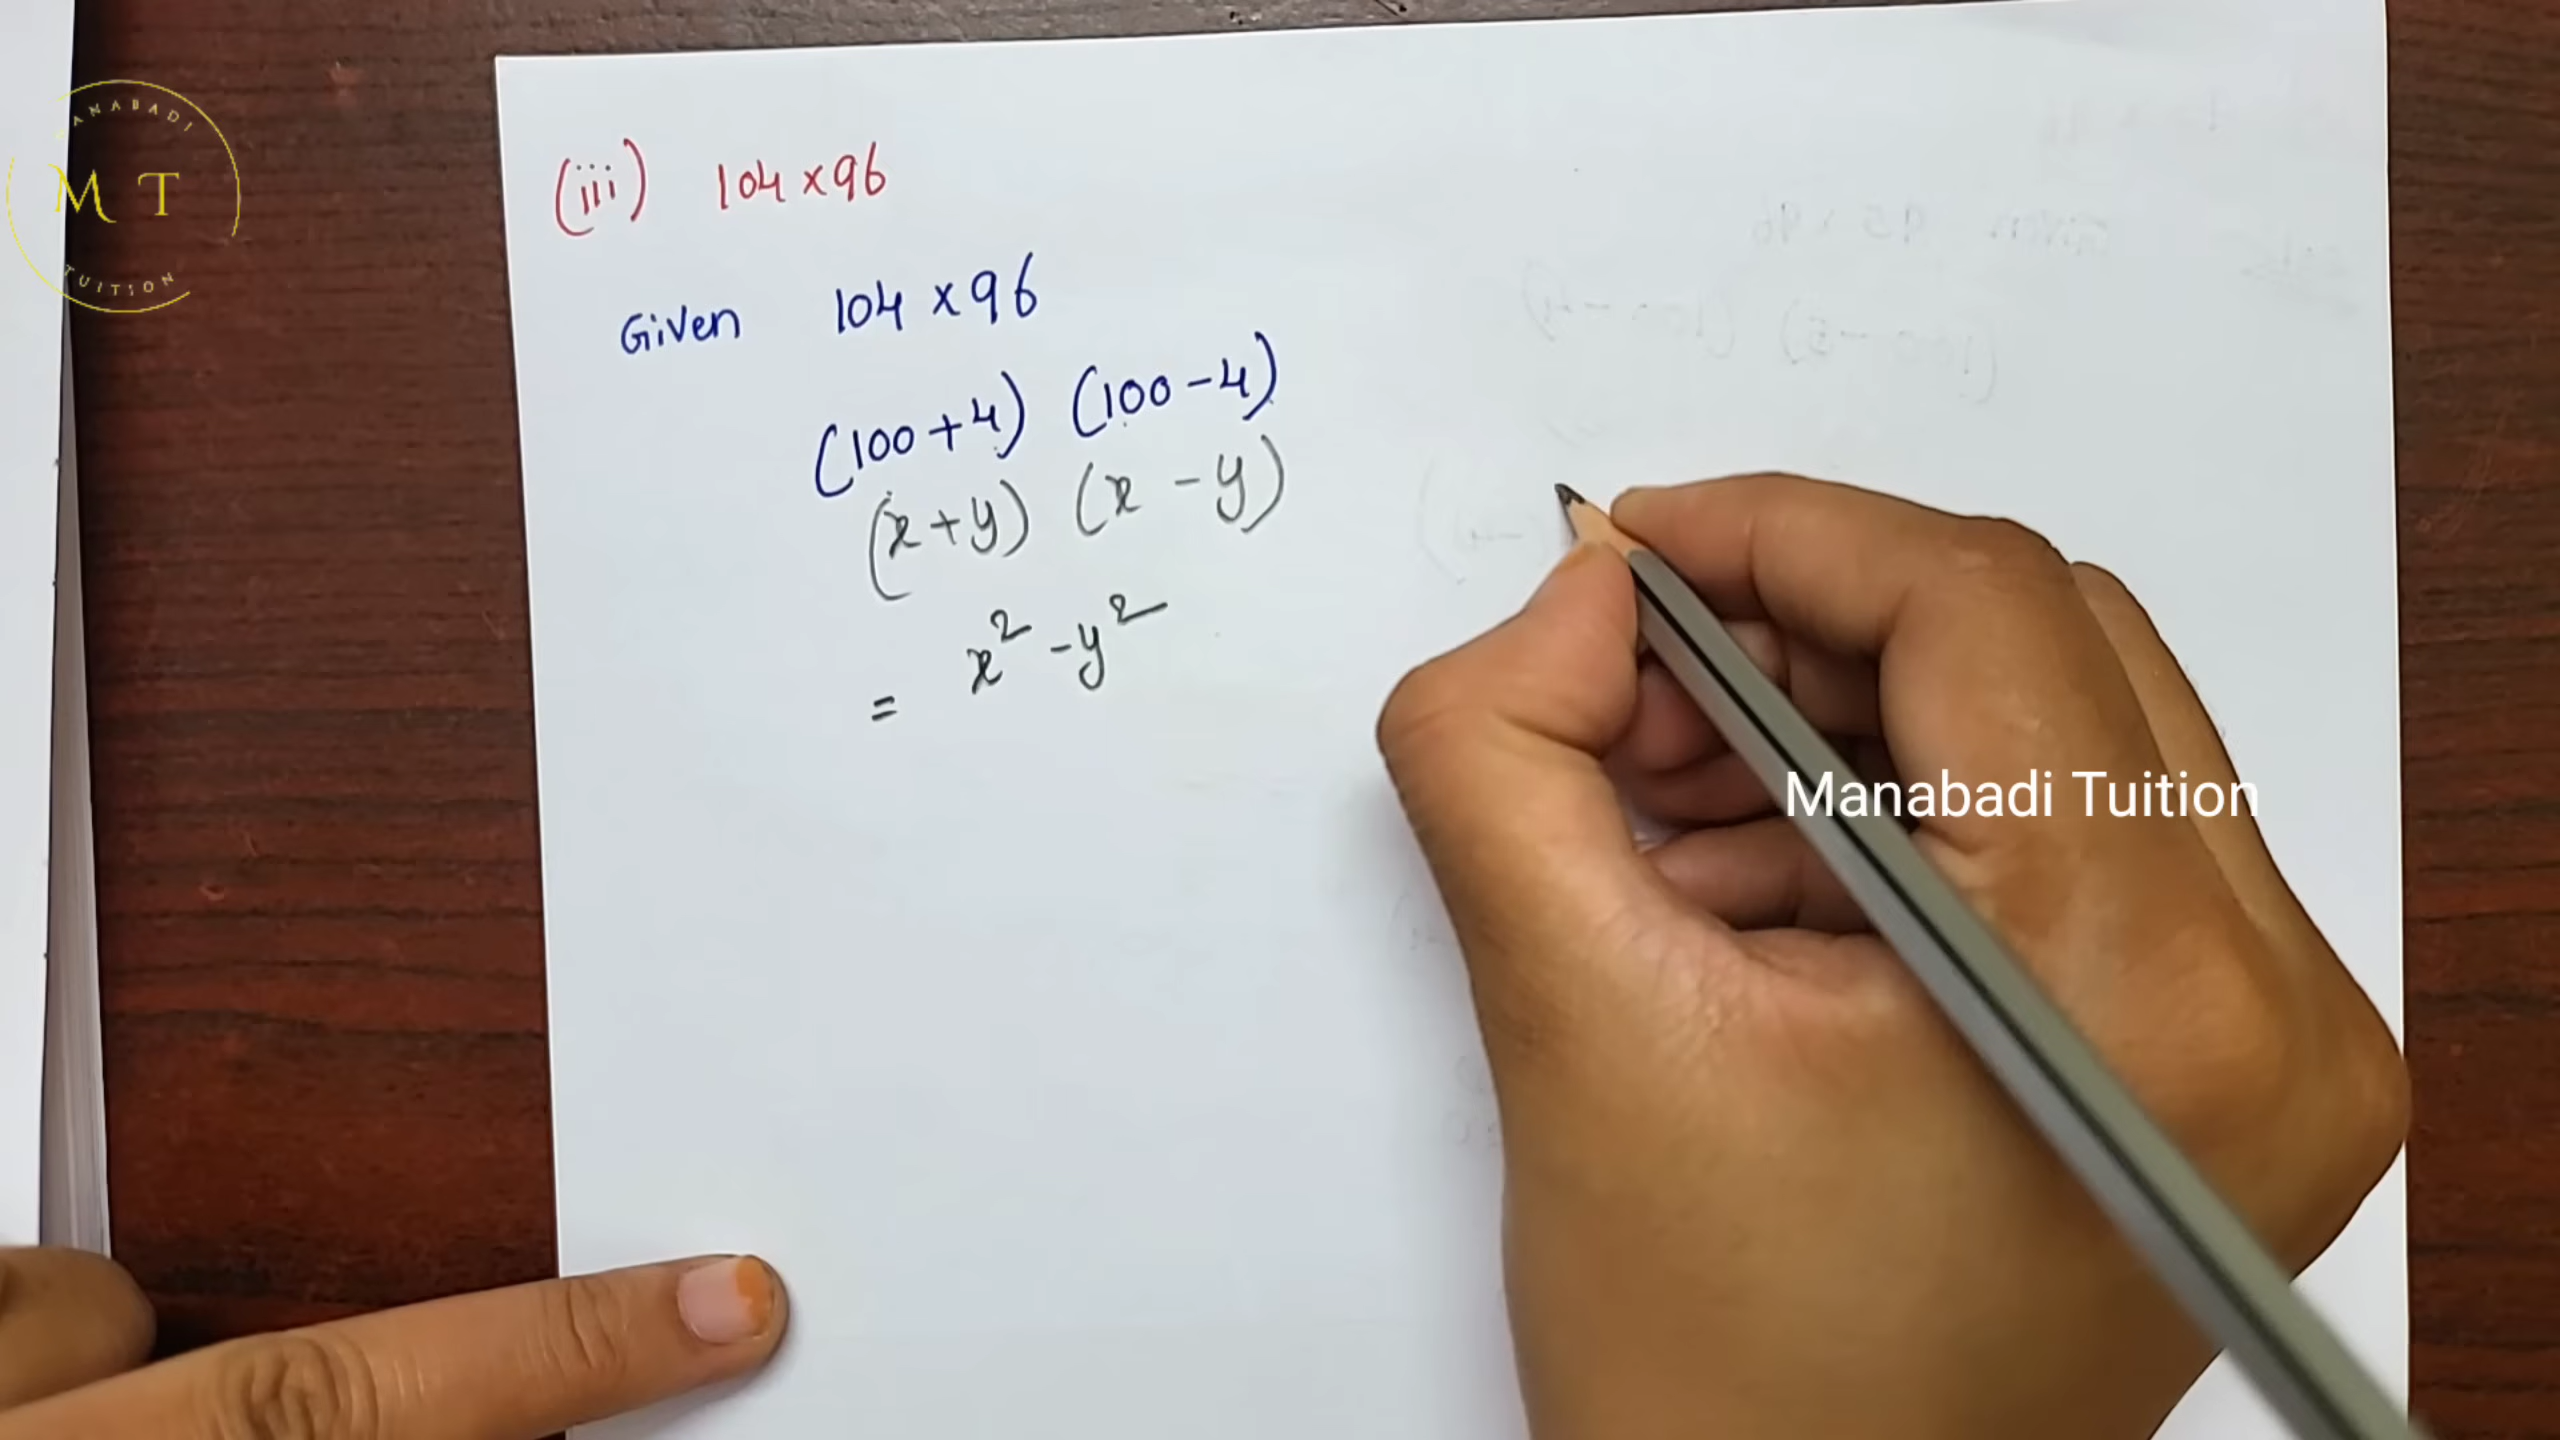 MANABADI
M T
TUITION
(iii) 104 × 96
Given 104 × 96
(100 + 4) (100 - 4)
(x + y) (x - y)
= x² - y²
Manabadi Tuition